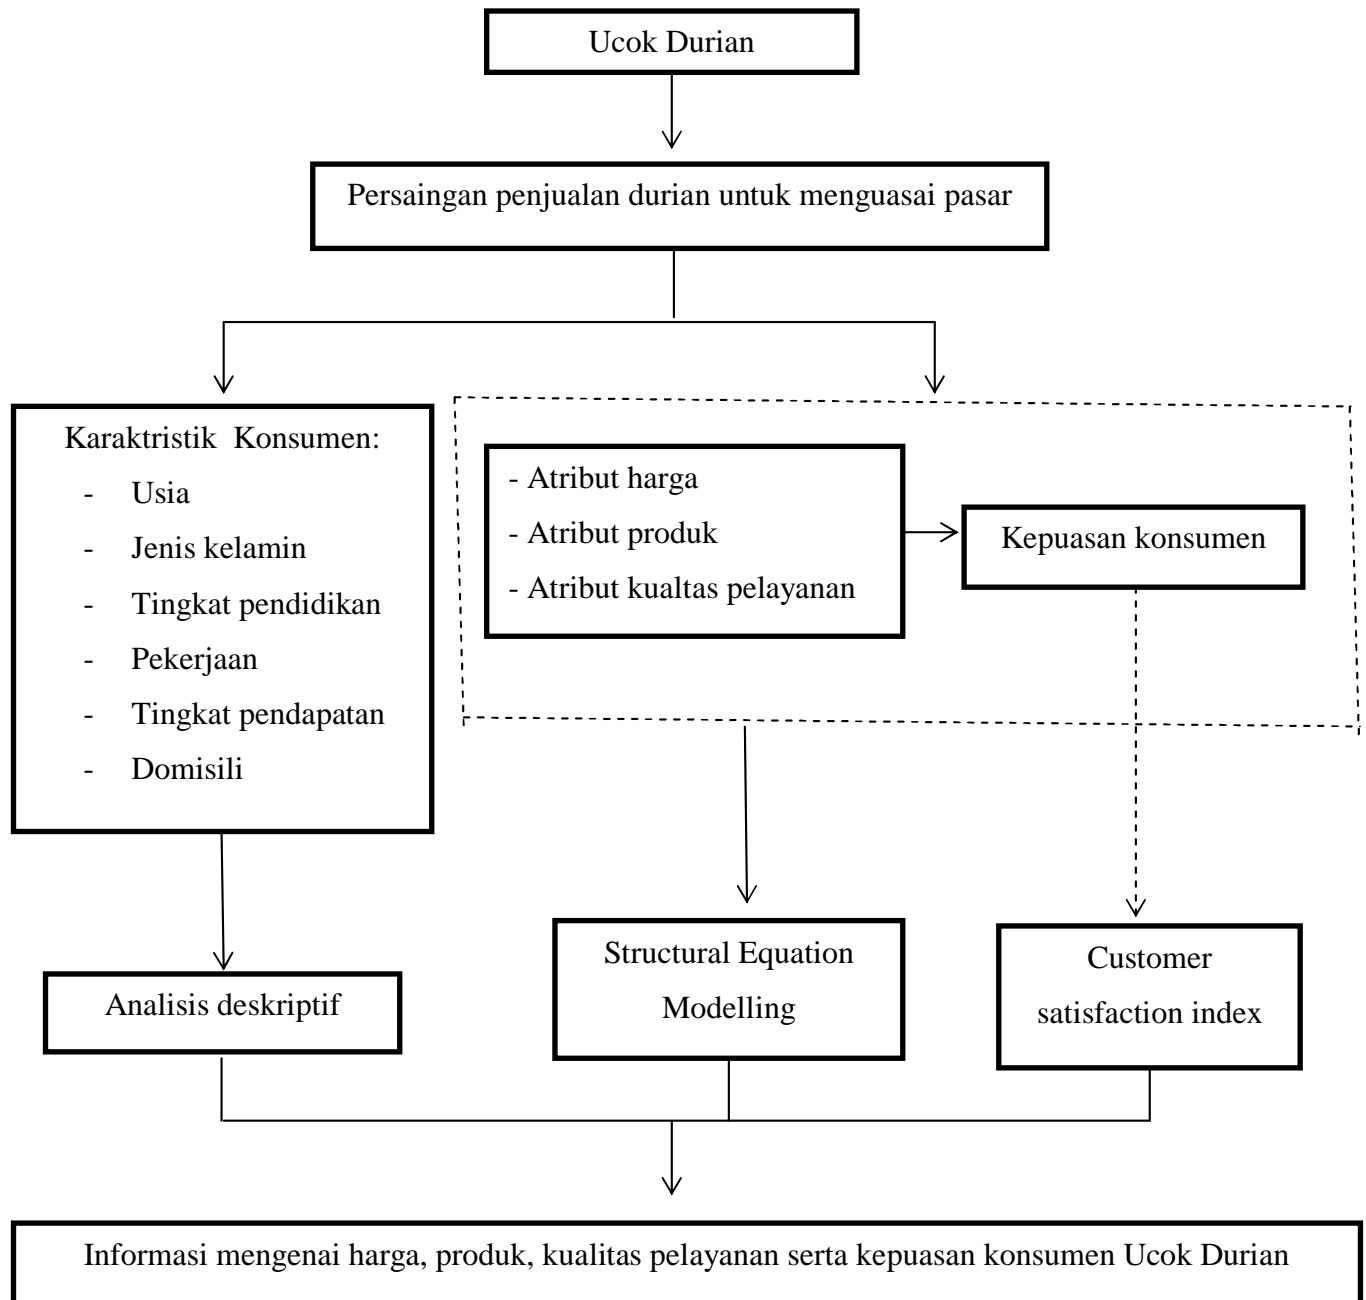 Ucok Durian
Persaingan penjualan durian untuk menguasai pasar
Karaktristik Konsumen:
- Usia
- Jenis kelamin
- Tingkat pendidikan
- Pekerjaan
- Tingkat pendapatan
- Domisili
- Atribut harga
- Atribut produk
- Atribut kualtas pelayanan
Kepuasan konsumen
Analisis deskriptif
Structural Equation
Modelling
Customer
satisfaction index
Informasi mengenai harga, produk, kualitas pelayanan serta kepuasan konsumen Ucok Durian